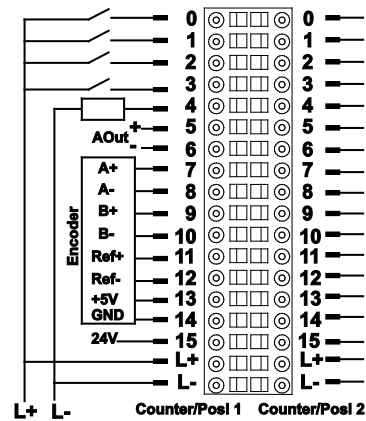 0 0
1 1
2 2
3 3
4 4
AOut + 5 5
- 6 6
Encoder
A+ 7 7
A- 8 8
B+ 9 9
B- 10 10
Ref+ 11 11
Ref- 12 12
+5V 13 13
GND 14 14
24V 15 15
L+ L+
L- L-
L+ L- Counter/Posi 1 Counter/Posi 2